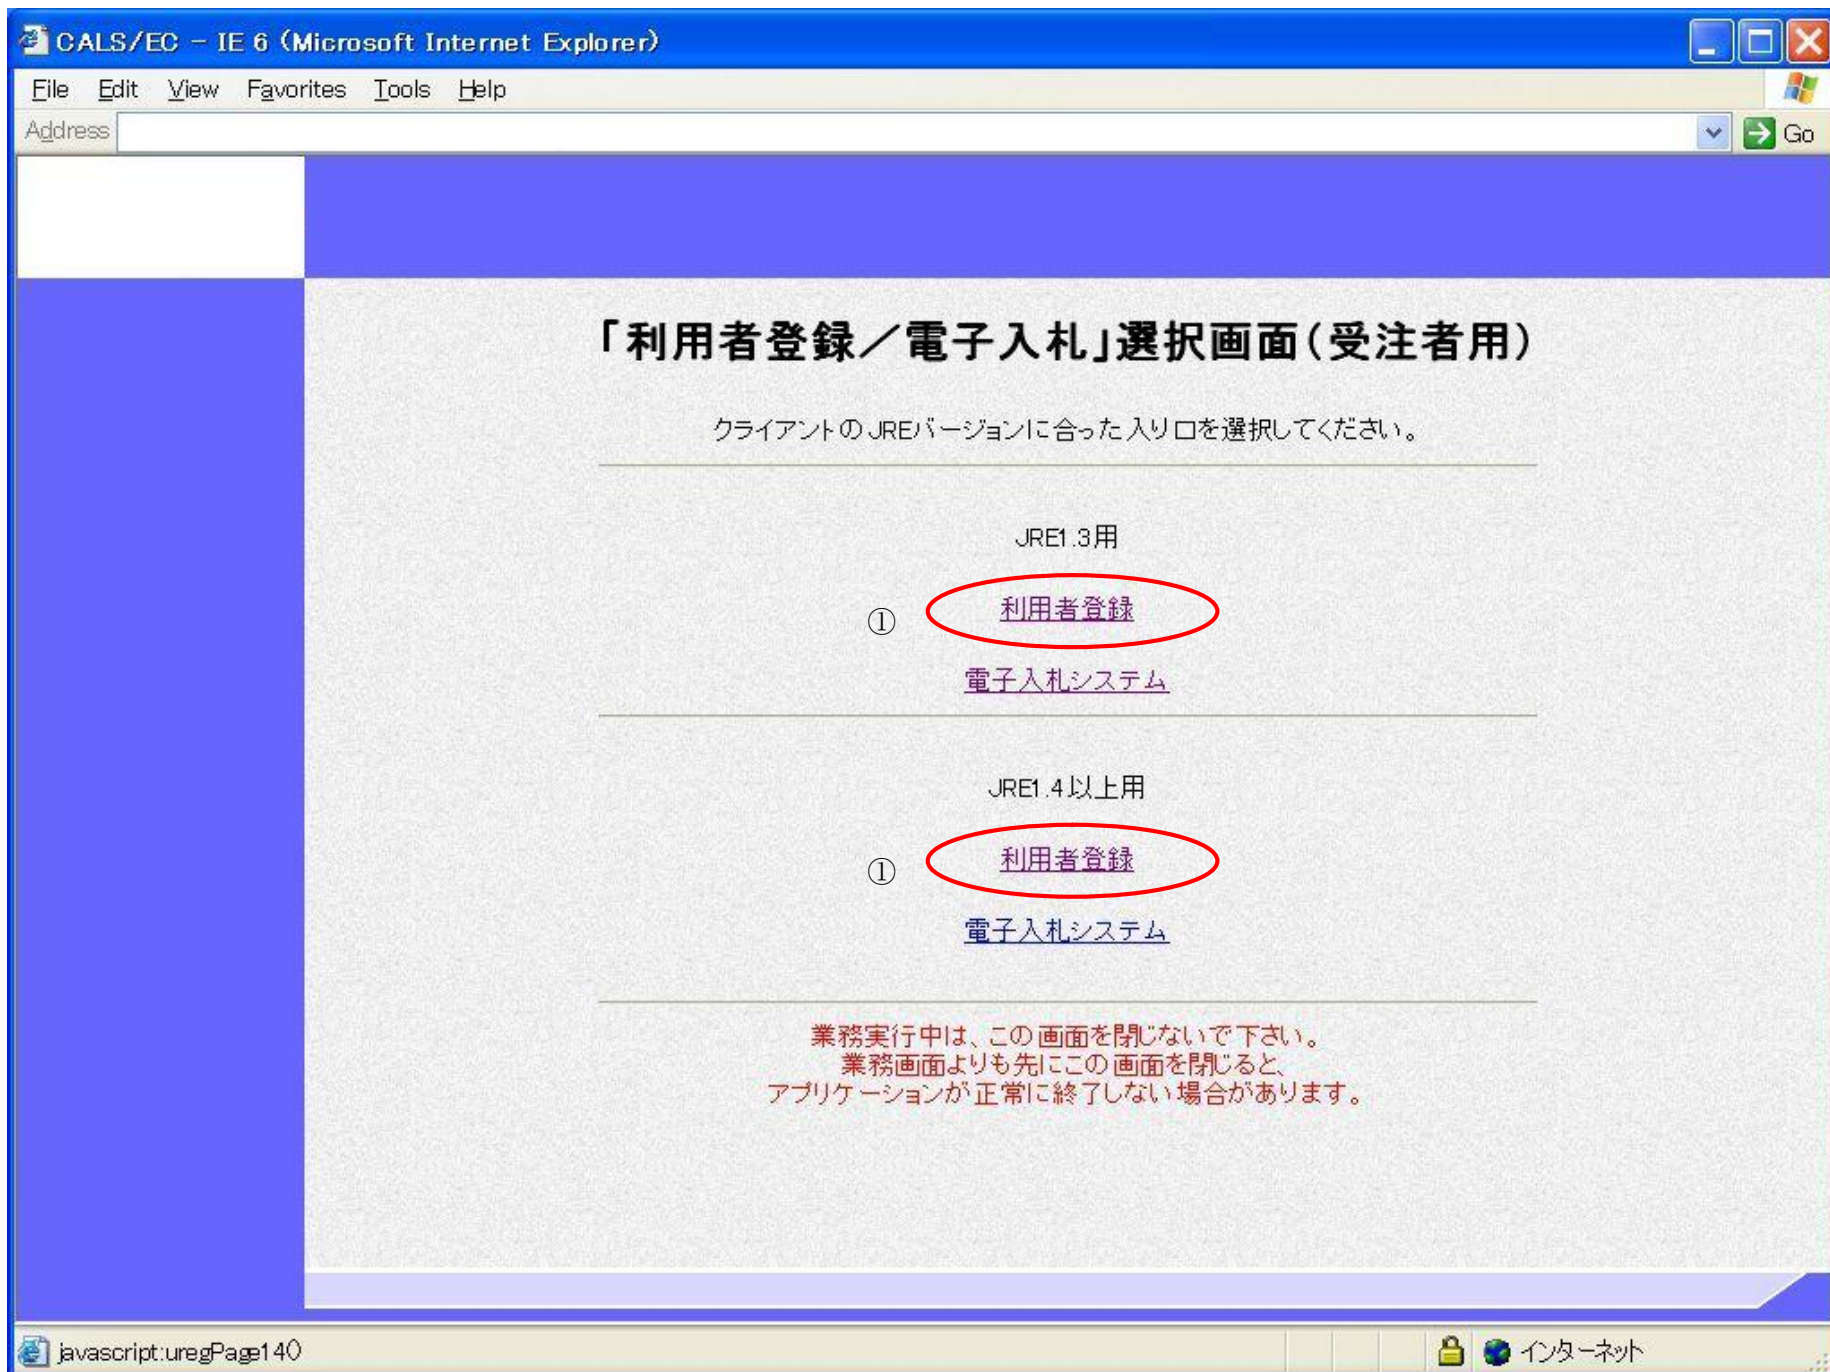 CALS/EC - IE 6 (Microsoft Internet Explorer)
File Edit View Favorites Tools Help
Address Go
「利用者登録／電子入札」選択画面(受注者用)
クライアントのJREバージョンに合った入り口を選択してください。
JRE1.3用
① 利用者登録
電子入札システム
JRE1.4以上用
① 利用者登録
電子入札システム
業務実行中は、この画面を閉じないで下さい。
業務画面よりも先にこの画面を閉じると、
アプリケーションが正常に終了しない場合があります。
javascript:uregPage14() インターネット